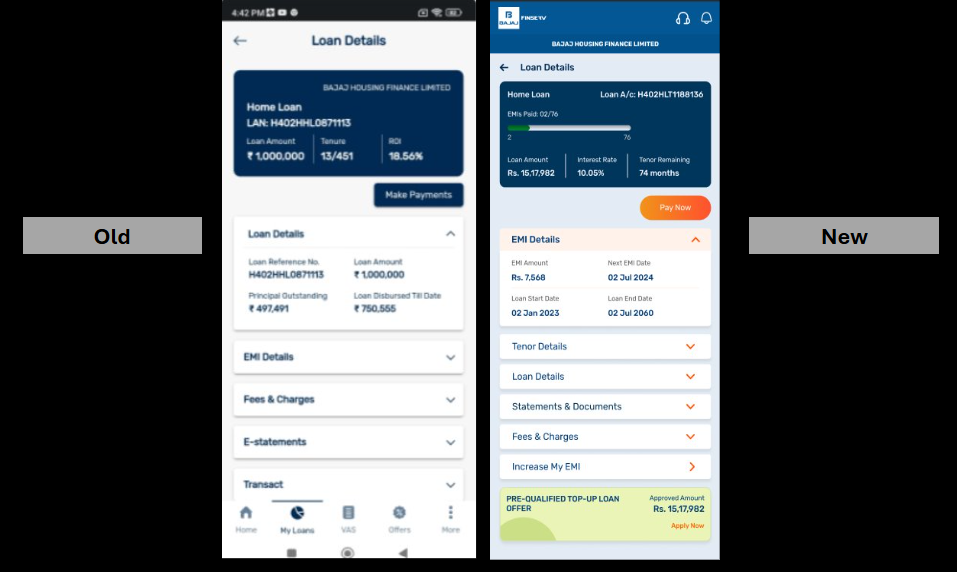 Old
4:42 PM
Loan Details
BAJAJ HOUSING FINANCE LIMITED
Home Loan
LAN: H402HHL0871113
Loan Amount Tenure ROI
₹ 1,000,000 13/451 18.56%
Make Payments
Loan Details
Loan Reference No. Loan Amount
H402HHL0871113 ₹ 1,000,000
Principal Outstanding Loan Disbursed Till Date
₹ 497,491 ₹ 750,555
EMI Details
Fees & Charges
E-statements
Transact
Home My Loans VAS Offers More
B
BAJAJ
FINSERV
BAJAJ HOUSING FINANCE LIMITED
Loan Details
Home Loan Loan A/c: H402HLT1188136
EMIs Paid: 02/76
2 76
Loan Amount Interest Rate Tenor Remaining
Rs. 15,17,982 10.05% 74 months
Pay Now
EMI Details
EMI Amount Next EMI Date
Rs. 7,568 02 Jul 2024
Loan Start Date Loan End Date
02 Jan 2023 02 Jul 2060
Tenor Details
Loan Details
Statements & Documents
Fees & Charges
Increase My EMI
PRE-QUALIFIED TOP-UP LOAN Approved Amount
OFFER Rs. 15,17,982
Apply Now
New